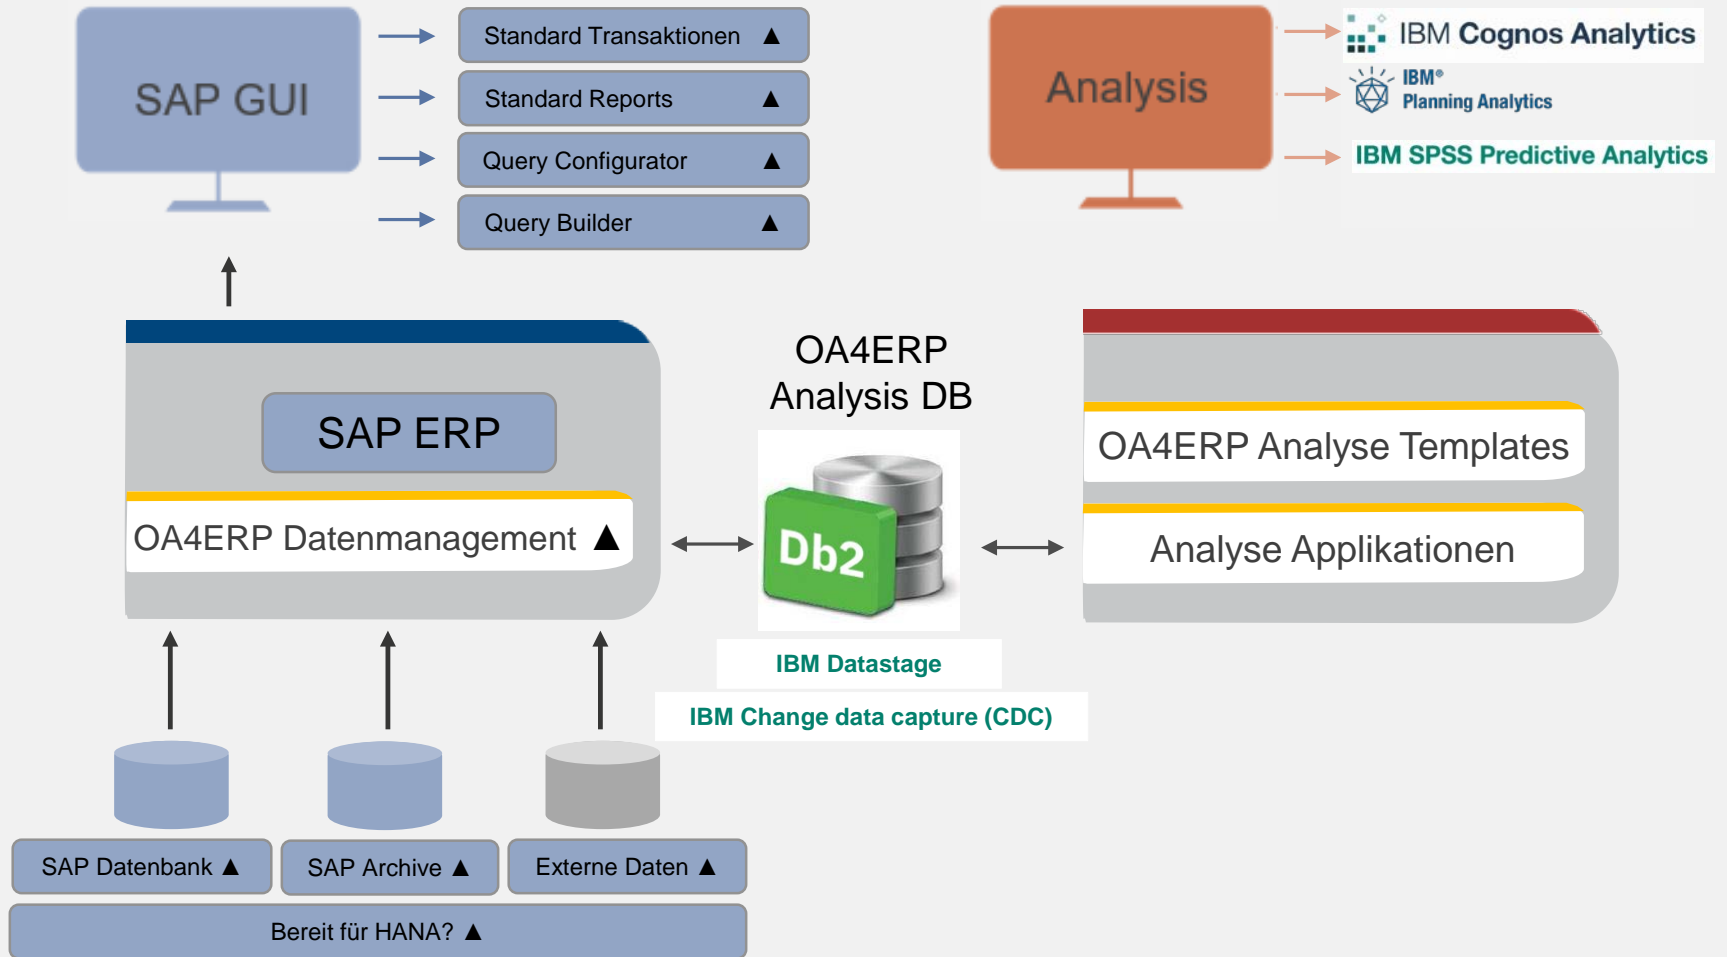 SAP GUI
Standard Transaktionen ▲
Standard Reports ▲
Query Configurator ▲
Query Builder ▲
Analysis
IBM Cognos Analytics
IBM®
Planning Analytics
IBM SPSS Predictive Analytics
SAP ERP
OA4ERP Datenmanagement ▲
OA4ERP
Analysis DB
Db2
IBM Datastage
IBM Change data capture (CDC)
OA4ERP Analyse Templates
Analyse Applikationen
SAP Datenbank ▲
SAP Archive ▲
Externe Daten ▲
Bereit für HANA? ▲